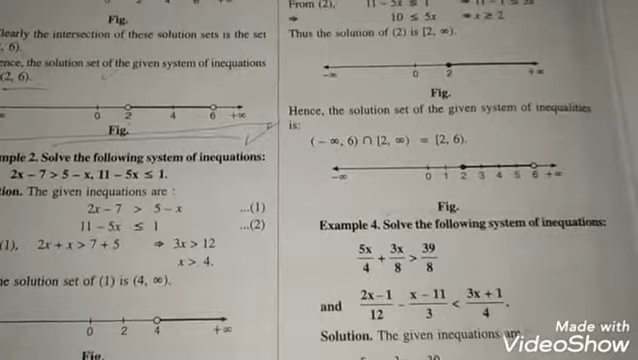 Fig.
learly the intersection of these solution sets is the set
, 6).
ence, the solution set of the given system of inequations
(2, 6).
0 2 4 6 +∞
Fig.
mple 2. Solve the following system of inequations:
2x – 7 > 5 – x, 11 – 5x ≤ 1.
tion. The given inequations are :
2x – 7 > 5 – x ...(1)
11 – 5x ≤ 1 ...(2)
(1), 2x + x > 7 + 5 ⇒ 3x > 12
x > 4.
e solution set of (1) is (4, ∞).
0 2 4 +∞
Fig.
From (2), 11 – 5x ≤ 1
⇒ 10 ≤ 5x ⇒ x ≥ 2
Thus the solution of (2) is [2, ∞).
–∞ 0 2 +∞
Fig.
Hence, the solution set of the given system of inequalities
is:
(– ∞, 6) ∩ [2, ∞) = [2, 6).
–∞ 0 1 2 3 4 5 6 +∞
Fig.
Example 4. Solve the following system of inequations:
5x/4 + 3x/8 > 39/8
and 2x – 1/12 – x – 11/3 < 3x + 1/4.
Solution. The given inequations are
Made with
VideoShow